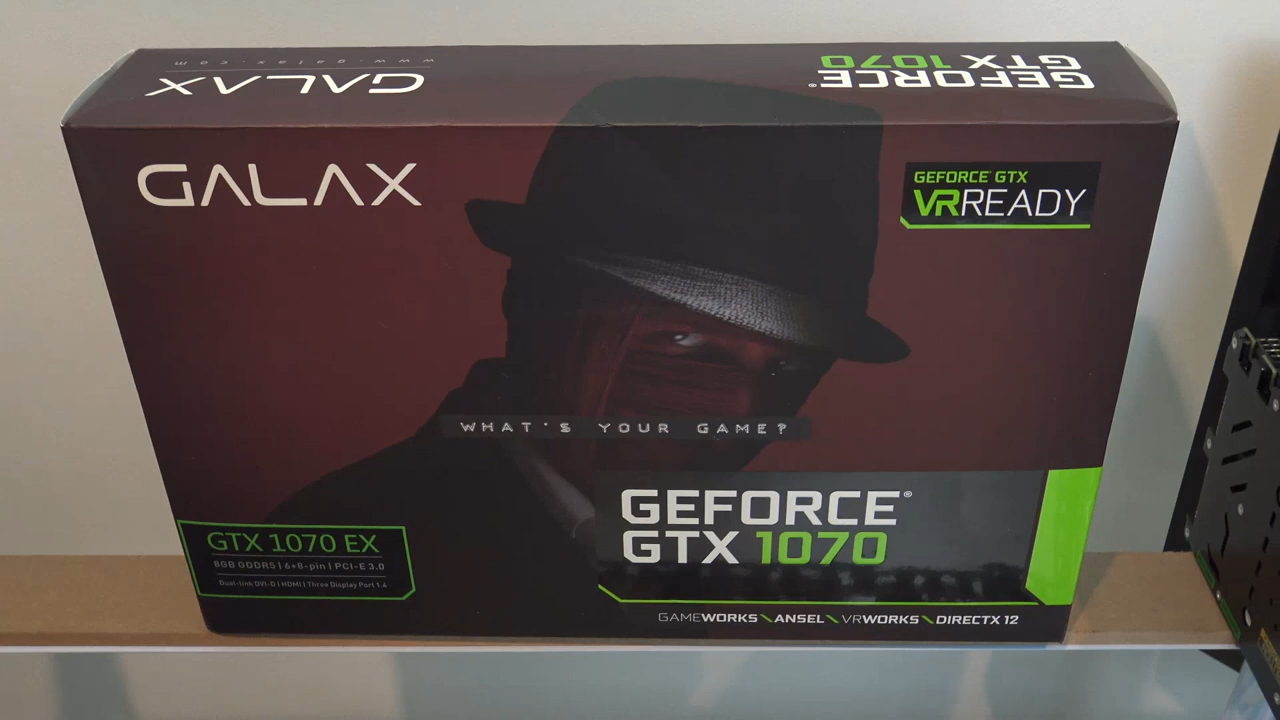 www.galax.com
GALAX
GEFORCE®
GTX 1070
GALAX
GEFORCE® GTX
VR READY
WHAT'S YOUR GAME?
GEFORCE®
GTX 1070
GTX 1070 EX
8GB GDDR5 | 6+8-pin | PCI-E 3.0
Dual-link DVI-D | HDMI | Three Display Port 1.4
GAMEWORKS \ ANSEL \ VRWORKS \ DIRECTX 12